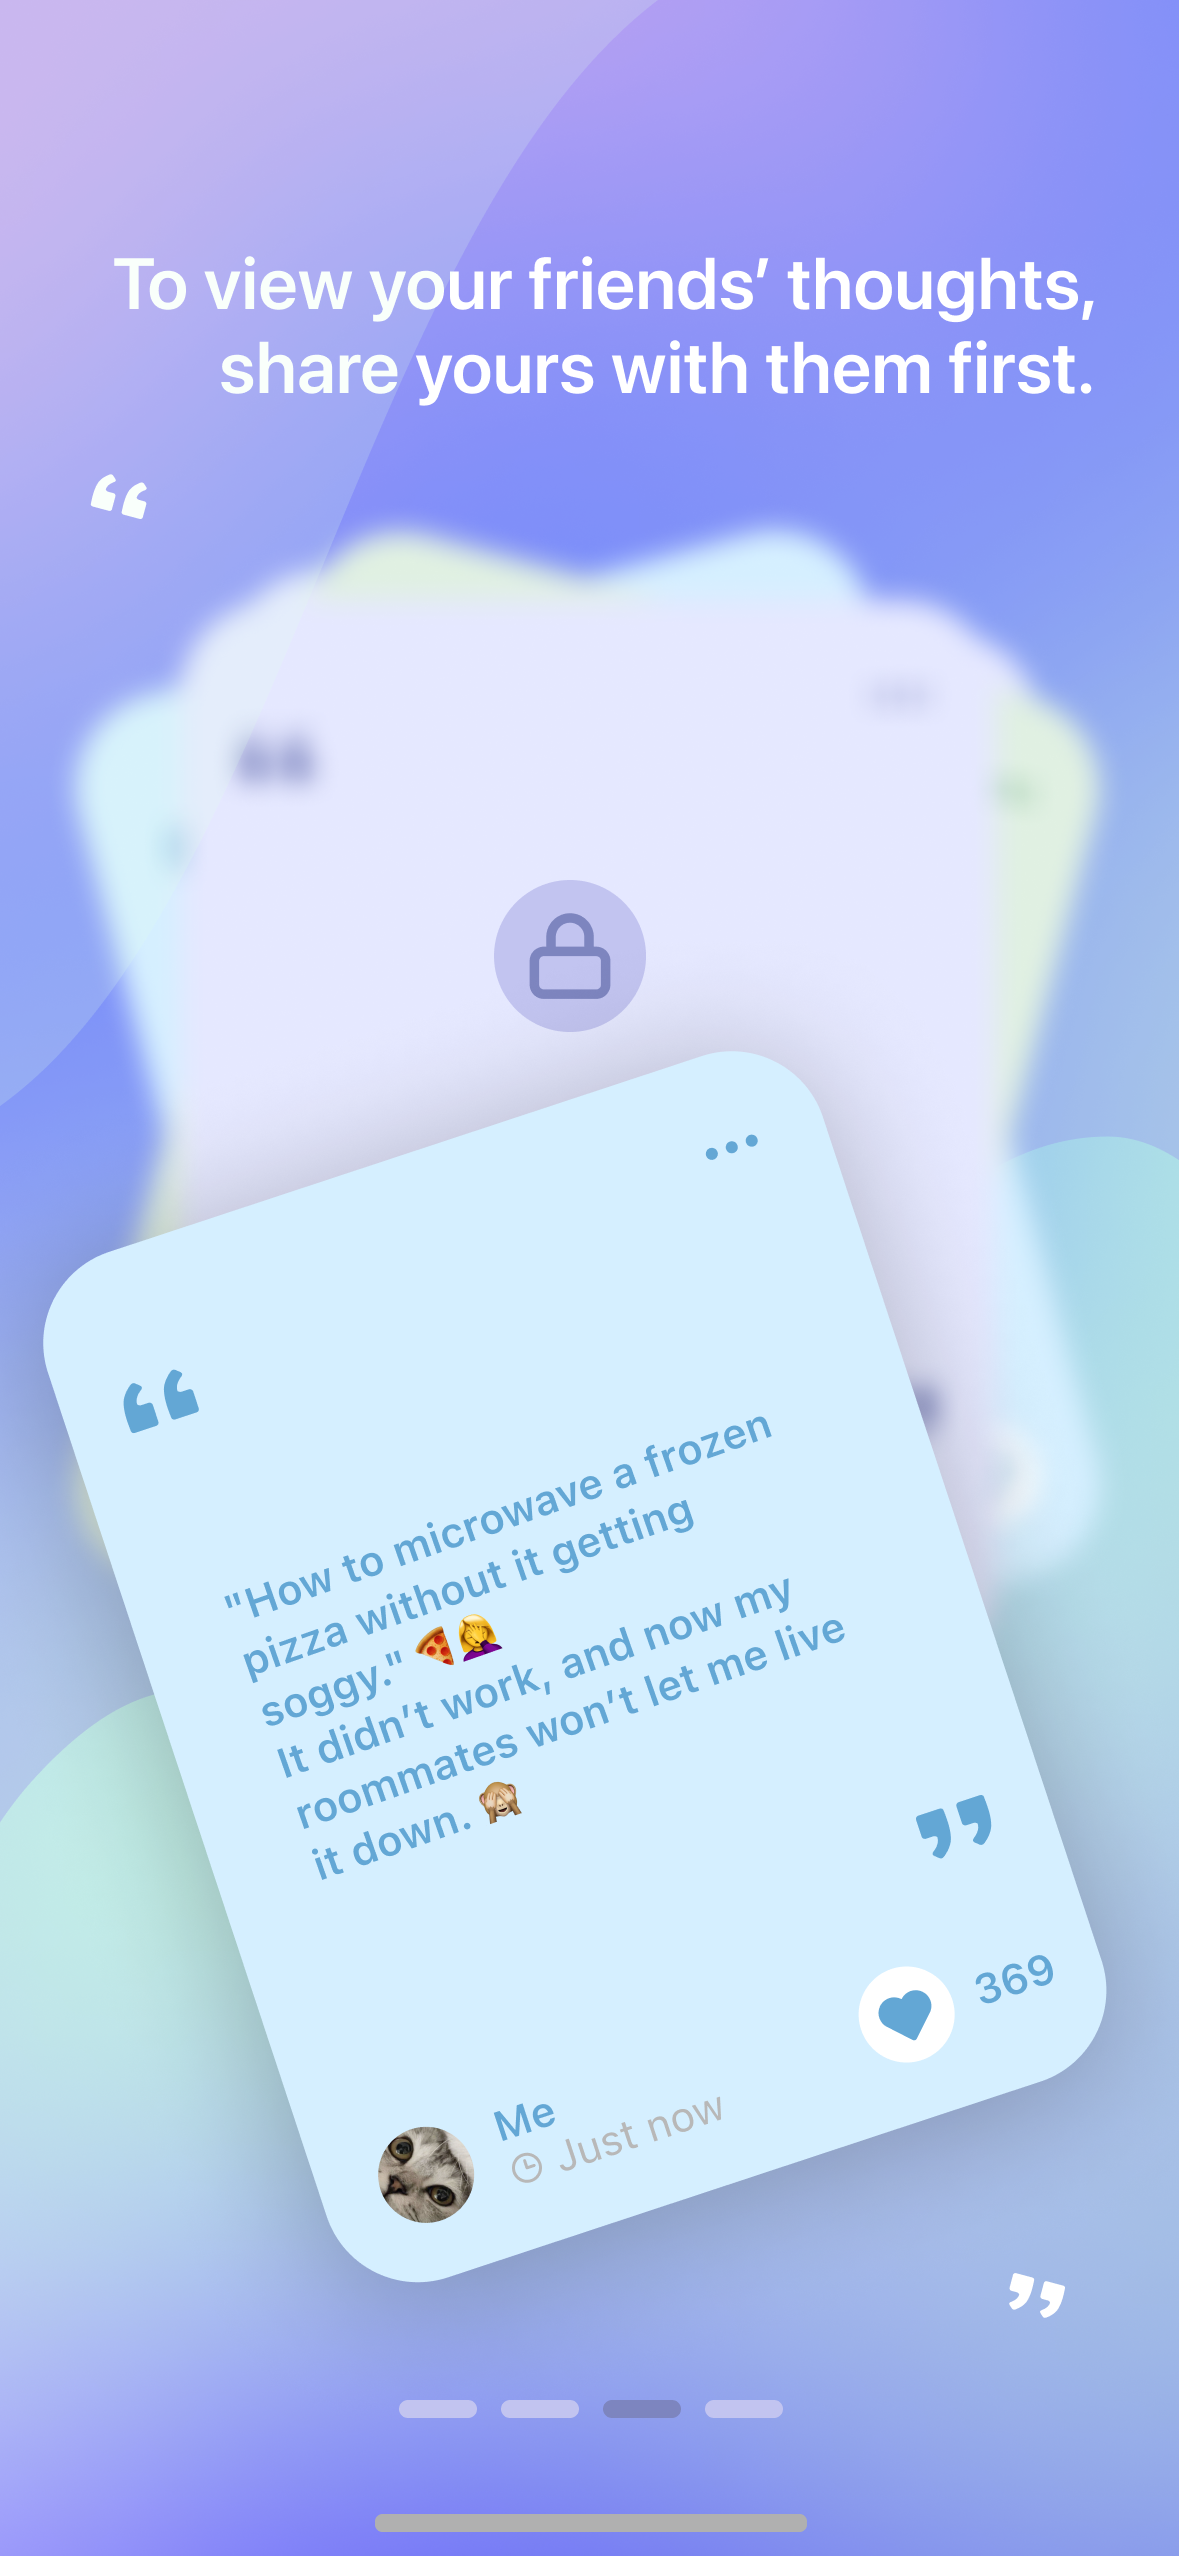 To view your friends’ thoughts,
share yours with them first.
“
“
"How to microwave a frozen
pizza without it getting
soggy." 🍕🤦‍♀️
It didn’t work, and now my
roommates won’t let me live
it down. 🙈
”
369
Me
Just now
”